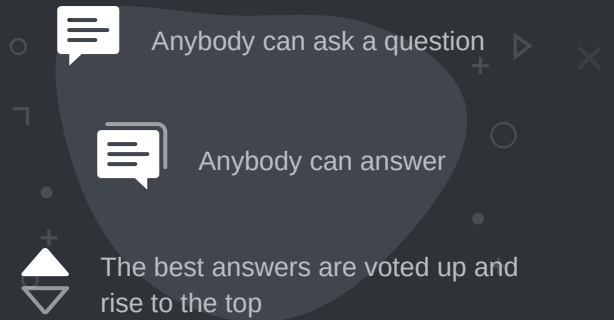 Anybody can ask a question
Anybody can answer
The best answers are voted up and
rise to the top